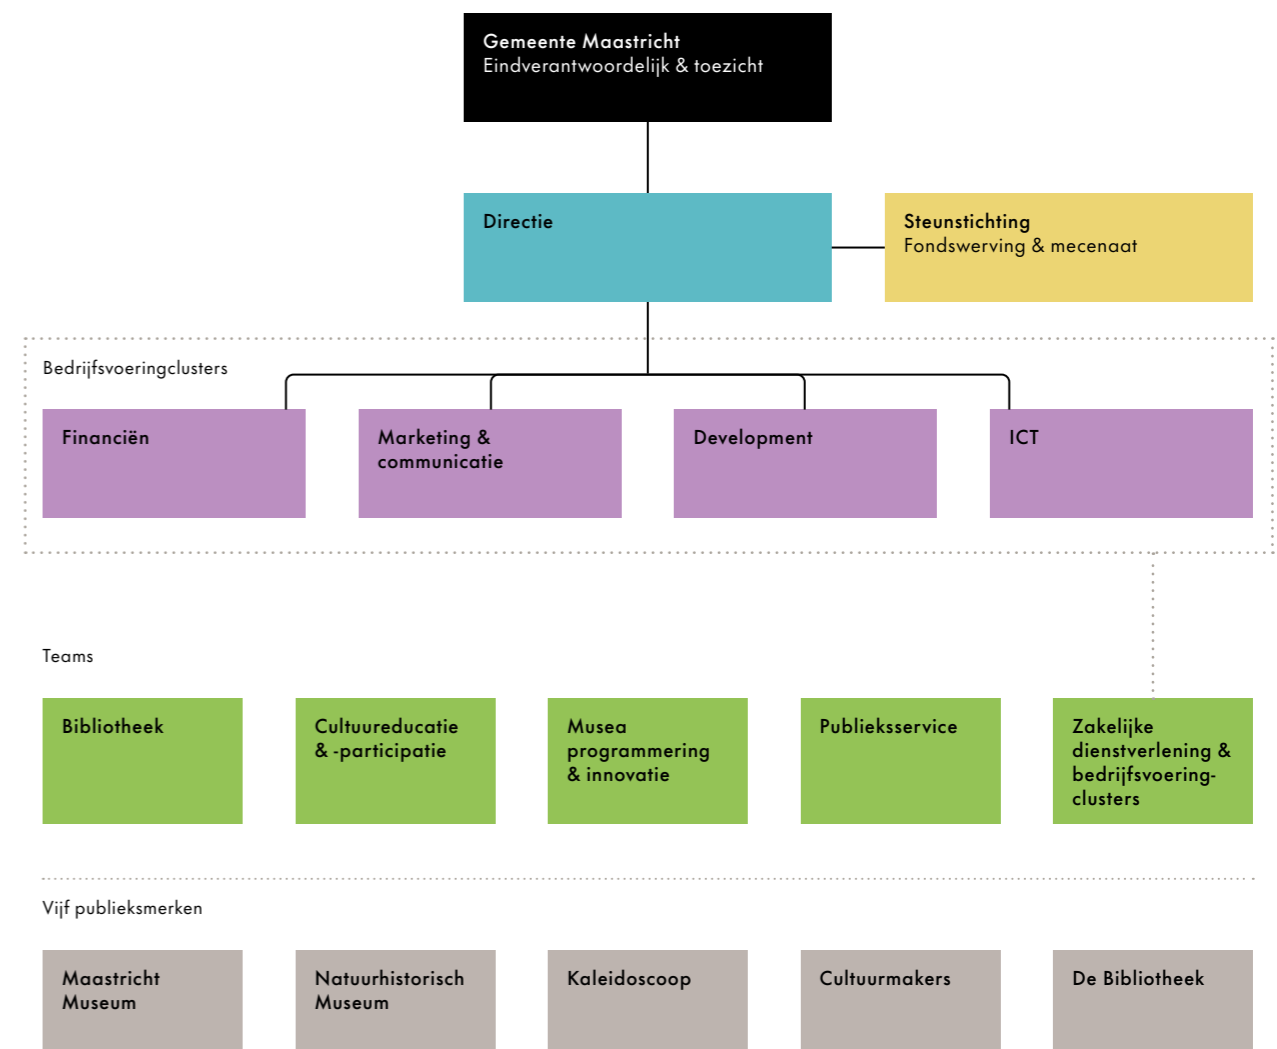 Gemeente Maastricht
Eindverantwoordelijk & toezicht
Directie
Steunstichting
Fondswerving & mecenaat
Bedrijfsvoeringclusters
Financiën
Marketing &
communicatie
Development
ICT
Teams
Bibliotheek
Cultuureducatie
& -participatie
Musea
programmering
& innovatie
Publieksservice
Zakelijke
dienstverlening &
bedrijfsvoering-
clusters
Vijf publieksmerken
Maastricht
Museum
Natuurhistorisch
Museum
Kaleidoscoop
Cultuurmakers
De Bibliotheek